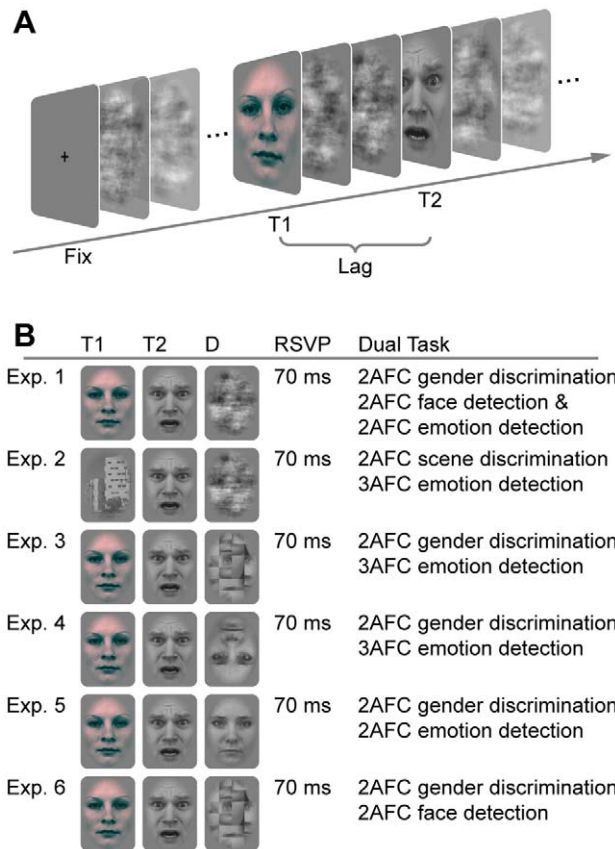 A
+
...
...
T1
T2
Fix
Lag
B
T1 T2 D RSVP Dual Task
Exp. 1 70 ms 2AFC gender discrimination
2AFC face detection &
2AFC emotion detection
Exp. 2 70 ms 2AFC scene discrimination
3AFC emotion detection
Exp. 3 70 ms 2AFC gender discrimination
3AFC emotion detection
Exp. 4 70 ms 2AFC gender discrimination
3AFC emotion detection
Exp. 5 70 ms 2AFC gender discrimination
2AFC emotion detection
Exp. 6 70 ms 2AFC gender discrimination
2AFC face detection